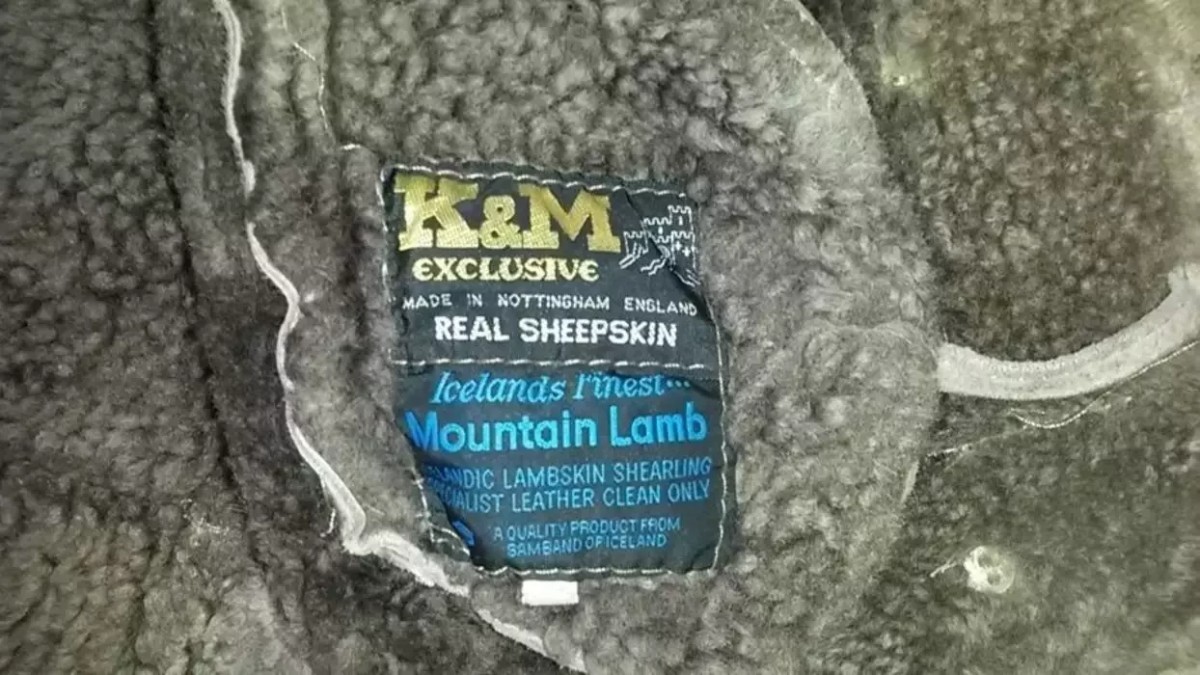 K&M
EXCLUSIVE
MADE IN NOTTINGHAM ENGLAND
REAL SHEEPSKIN
Icelands Finest...
Mountain Lamb
LAMBSKIN SHEARLING
LEATHER CLEAN ONLY
A QUALITY PRODUCT FROM
SAMBAND OF ICELAND